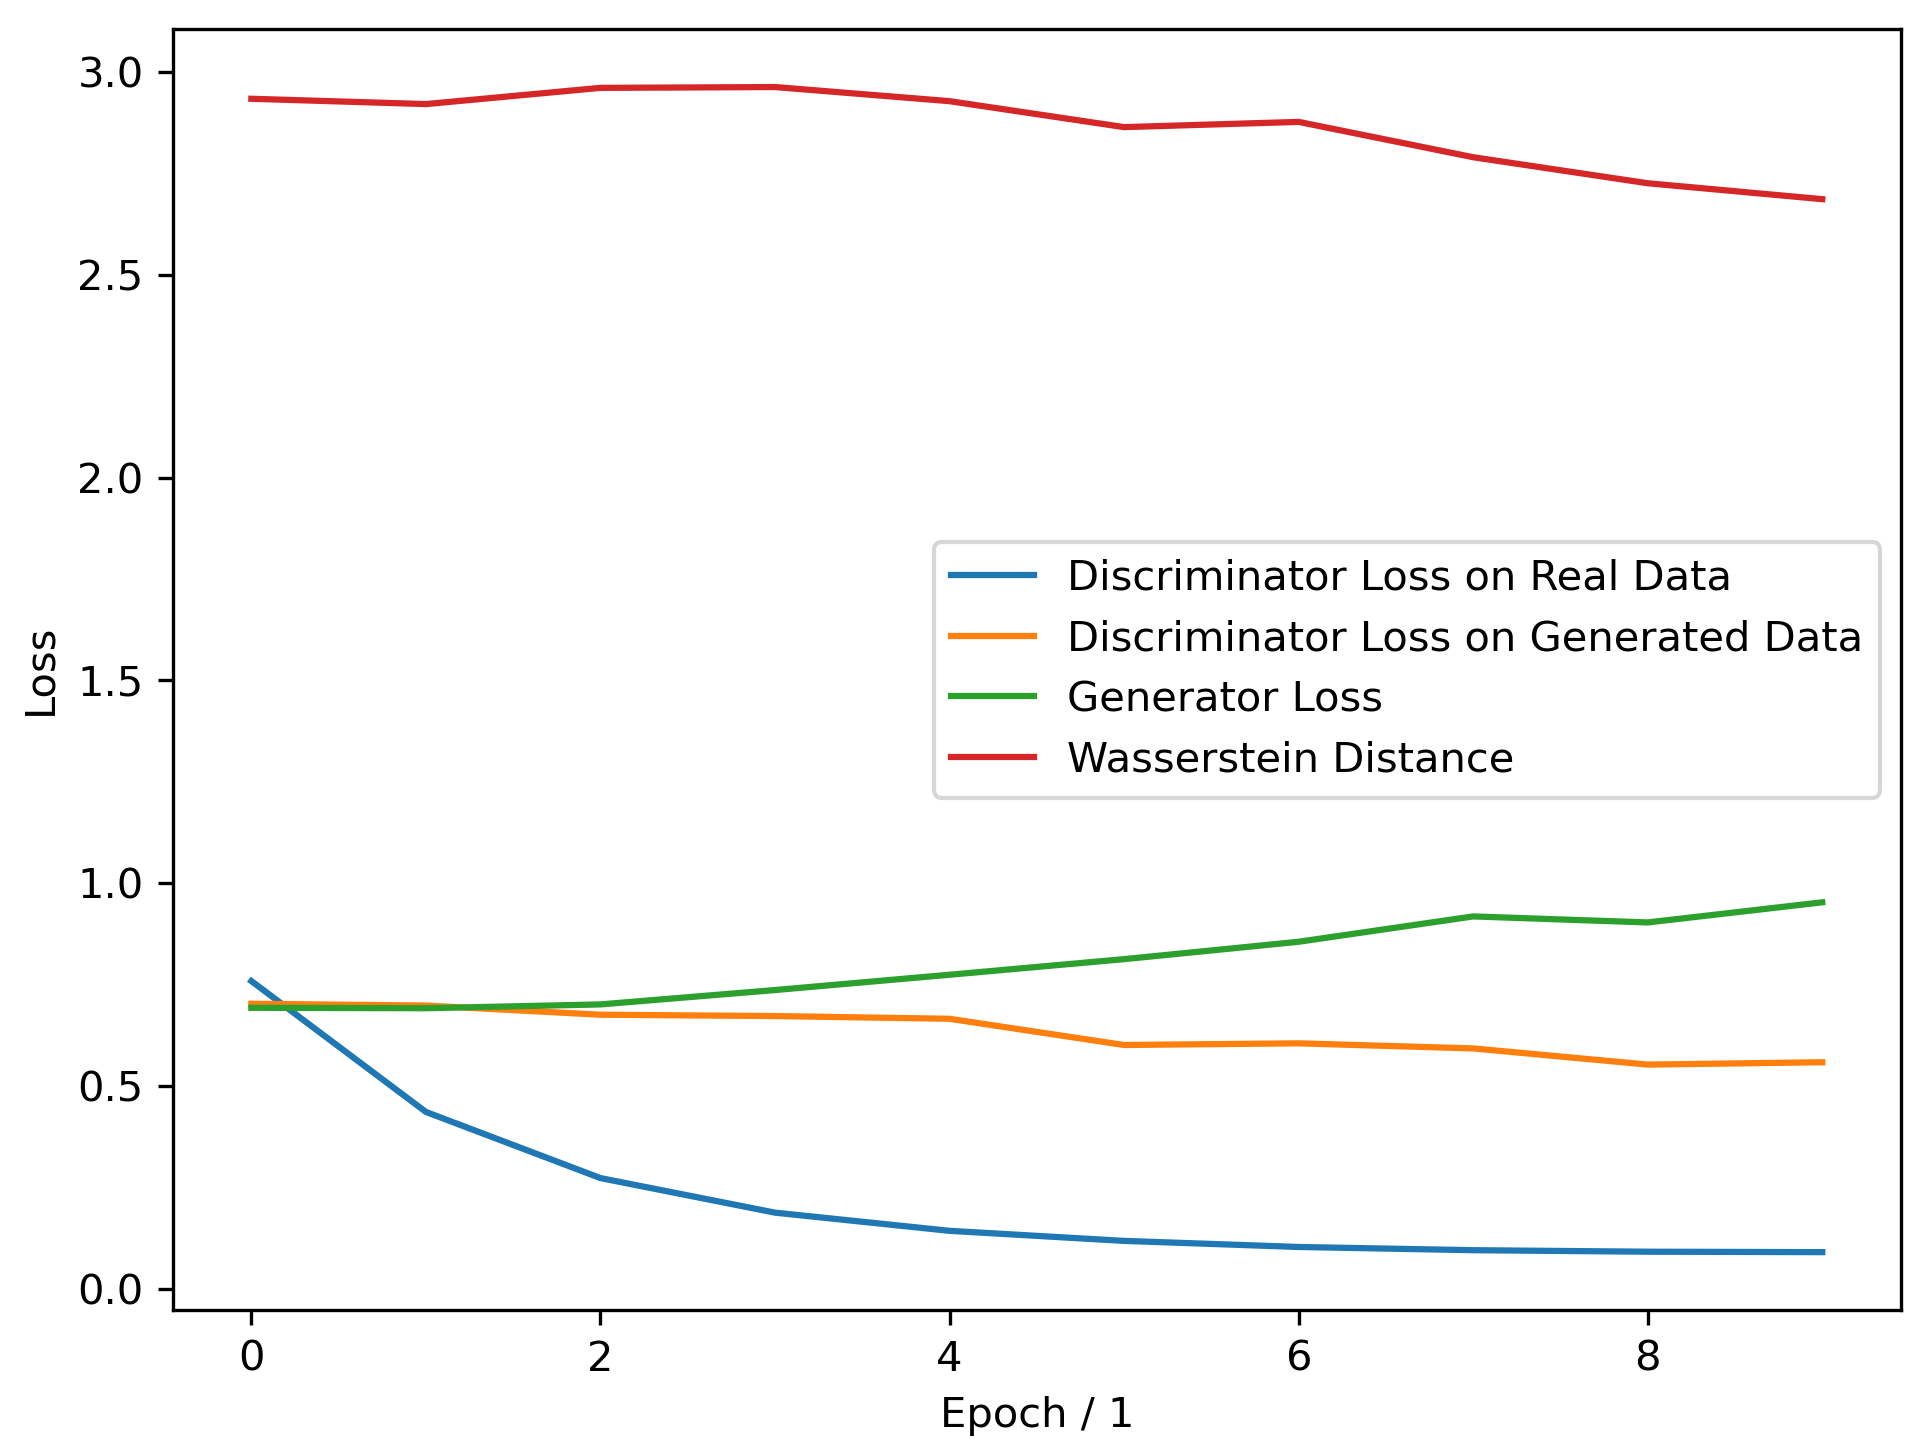 3.0
2.5
2.0
1.5
1.0
0.5
0.0
Loss
Discriminator Loss on Real Data
Discriminator Loss on Generated Data
Generator Loss
Wasserstein Distance
0 2 4 6 8
Epoch / 1